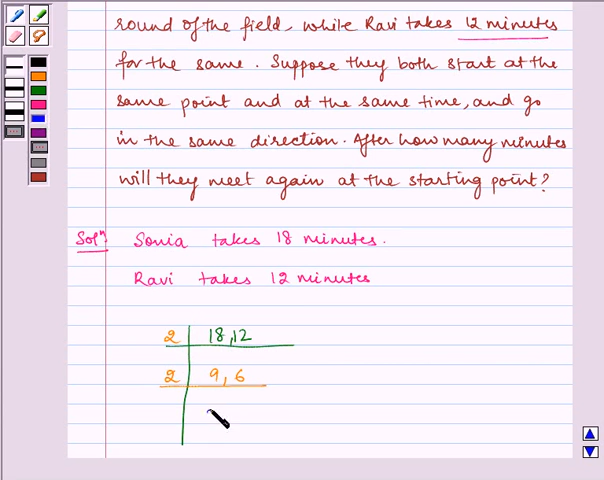 round of the field, while Ravi takes 12 minutes
for the same. Suppose they both start at the
same point and at the same time, and go
in the same direction. After how many minutes
will they meet again at the starting point?
Solⁿ Sonia takes 18 minutes.
Ravi takes 12 minutes
2 18,12
2 9, 6